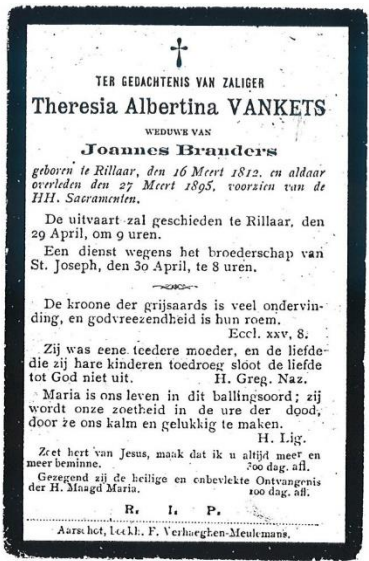 TER GEDACHTENIS VAN ZALIGER
Theresia Albertina VANKETS
WEDUWE VAN
Joannes Branders
geboren te Rillaar, den 16 Meert 1812, en aldaar
overleden den 27 Meert 1895, voorzien van de
HH. Sacramenten.
De uitvaart zal geschieden te Rillaar, den
29 April, om 9 uren.
Een dienst wegens het broederschap van
St. Joseph, den 30 April, te 8 uren.
De kroone der grijsaards is veel ondervin-
ding, en godvreezendheid is hun roem.
Eccl. xxv, 8.
Zij was eene teedere moeder, en de liefde
die zij hare kinderen toedroeg sloot de liefde
tot God niet uit. H. Greg. Naz.
Maria is ons leven in dit ballingsoord; zij
wordt onze zoetheid in de ure der dood,
door ze ons kalm en gelukkig te maken.
H. Lig.
Zoet hert van Jesus, maak dat ik u altijd meer en
meer beminne. 300 dag. afl.
Gezegend zij de heilige en onbevlekte Ontvangenis
der H. Maagd Maria. 100 dag. afl.
R. I. P.
Aarschot, boekh. F. Verhaeghen-Meulemans.